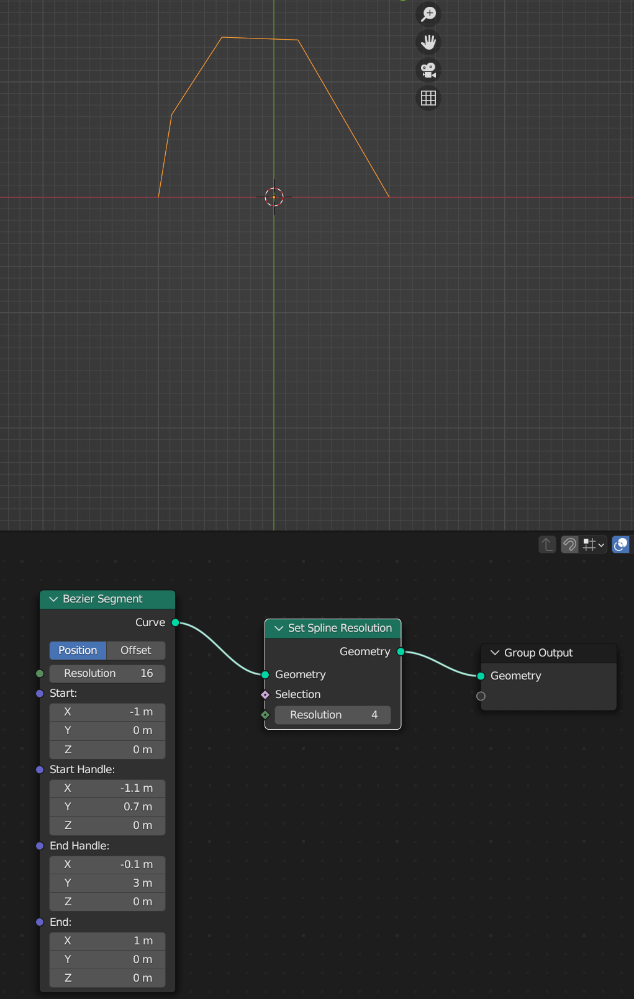 Bezier Segment
Curve
Position Offset
Resolution 16
Start:
X -1 m
Y 0 m
Z 0 m
Start Handle:
X -1.1 m
Y 0.7 m
Z 0 m
End Handle:
X -0.1 m
Y 3 m
Z 0 m
End:
X 1 m
Y 0 m
Z 0 m
Set Spline Resolution
Geometry
Geometry
Selection
Resolution 4
Group Output
Geometry